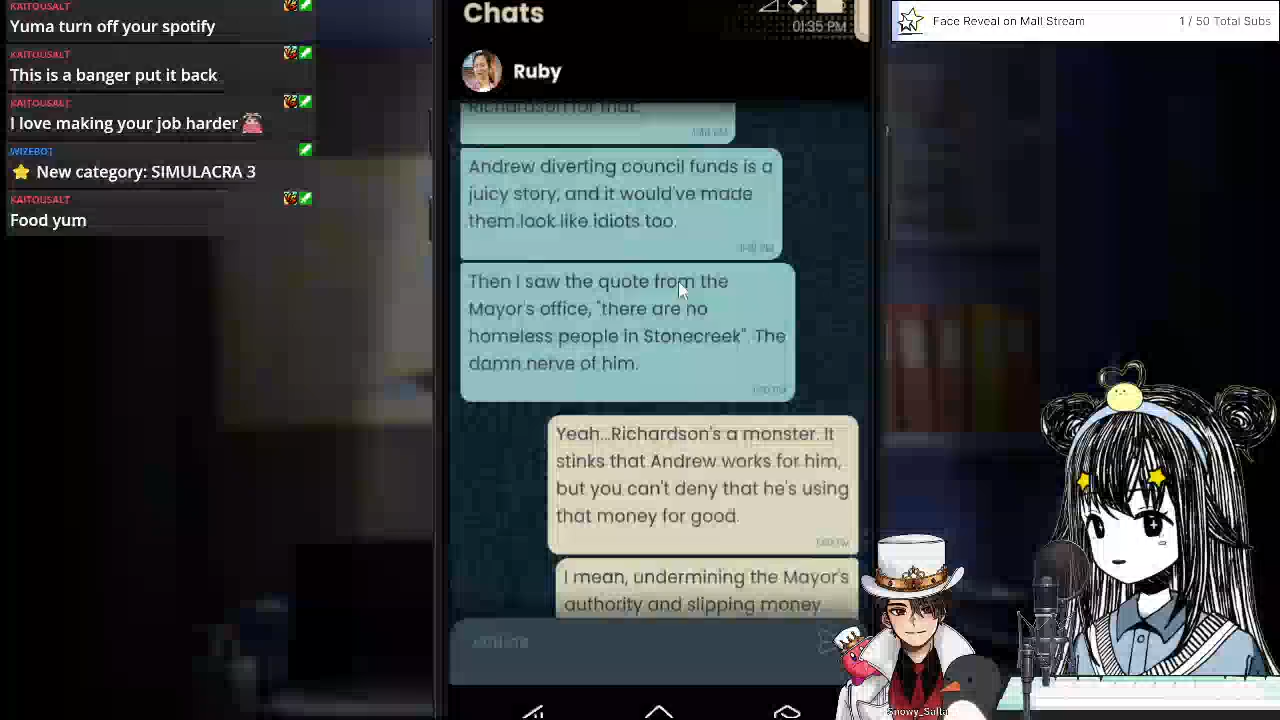 KAITOUSALT
Yuma turn off your spotify
KAITOUSALT
This is a banger put it back
KAITOUSALT
I love making your job harder
WIZEBOT
New category: SIMULACRA 3
KAITOUSALT
Food yum
Chats
01:35 PM
Ruby
Richardson for that.
Andrew diverting council funds is a
juicy story, and it would've made
them look like idiots too.
Then I saw the quote from the
Mayor's office, "there are no
homeless people in Stonecreek". The
damn nerve of him.
Yeah...Richardson's a monster. It
stinks that Andrew works for him,
but you can't deny that he's using
that money for good.
I mean, undermining the Mayor's
authority and slipping money
Face Reveal on Mall Stream
1 / 50 Total Subs